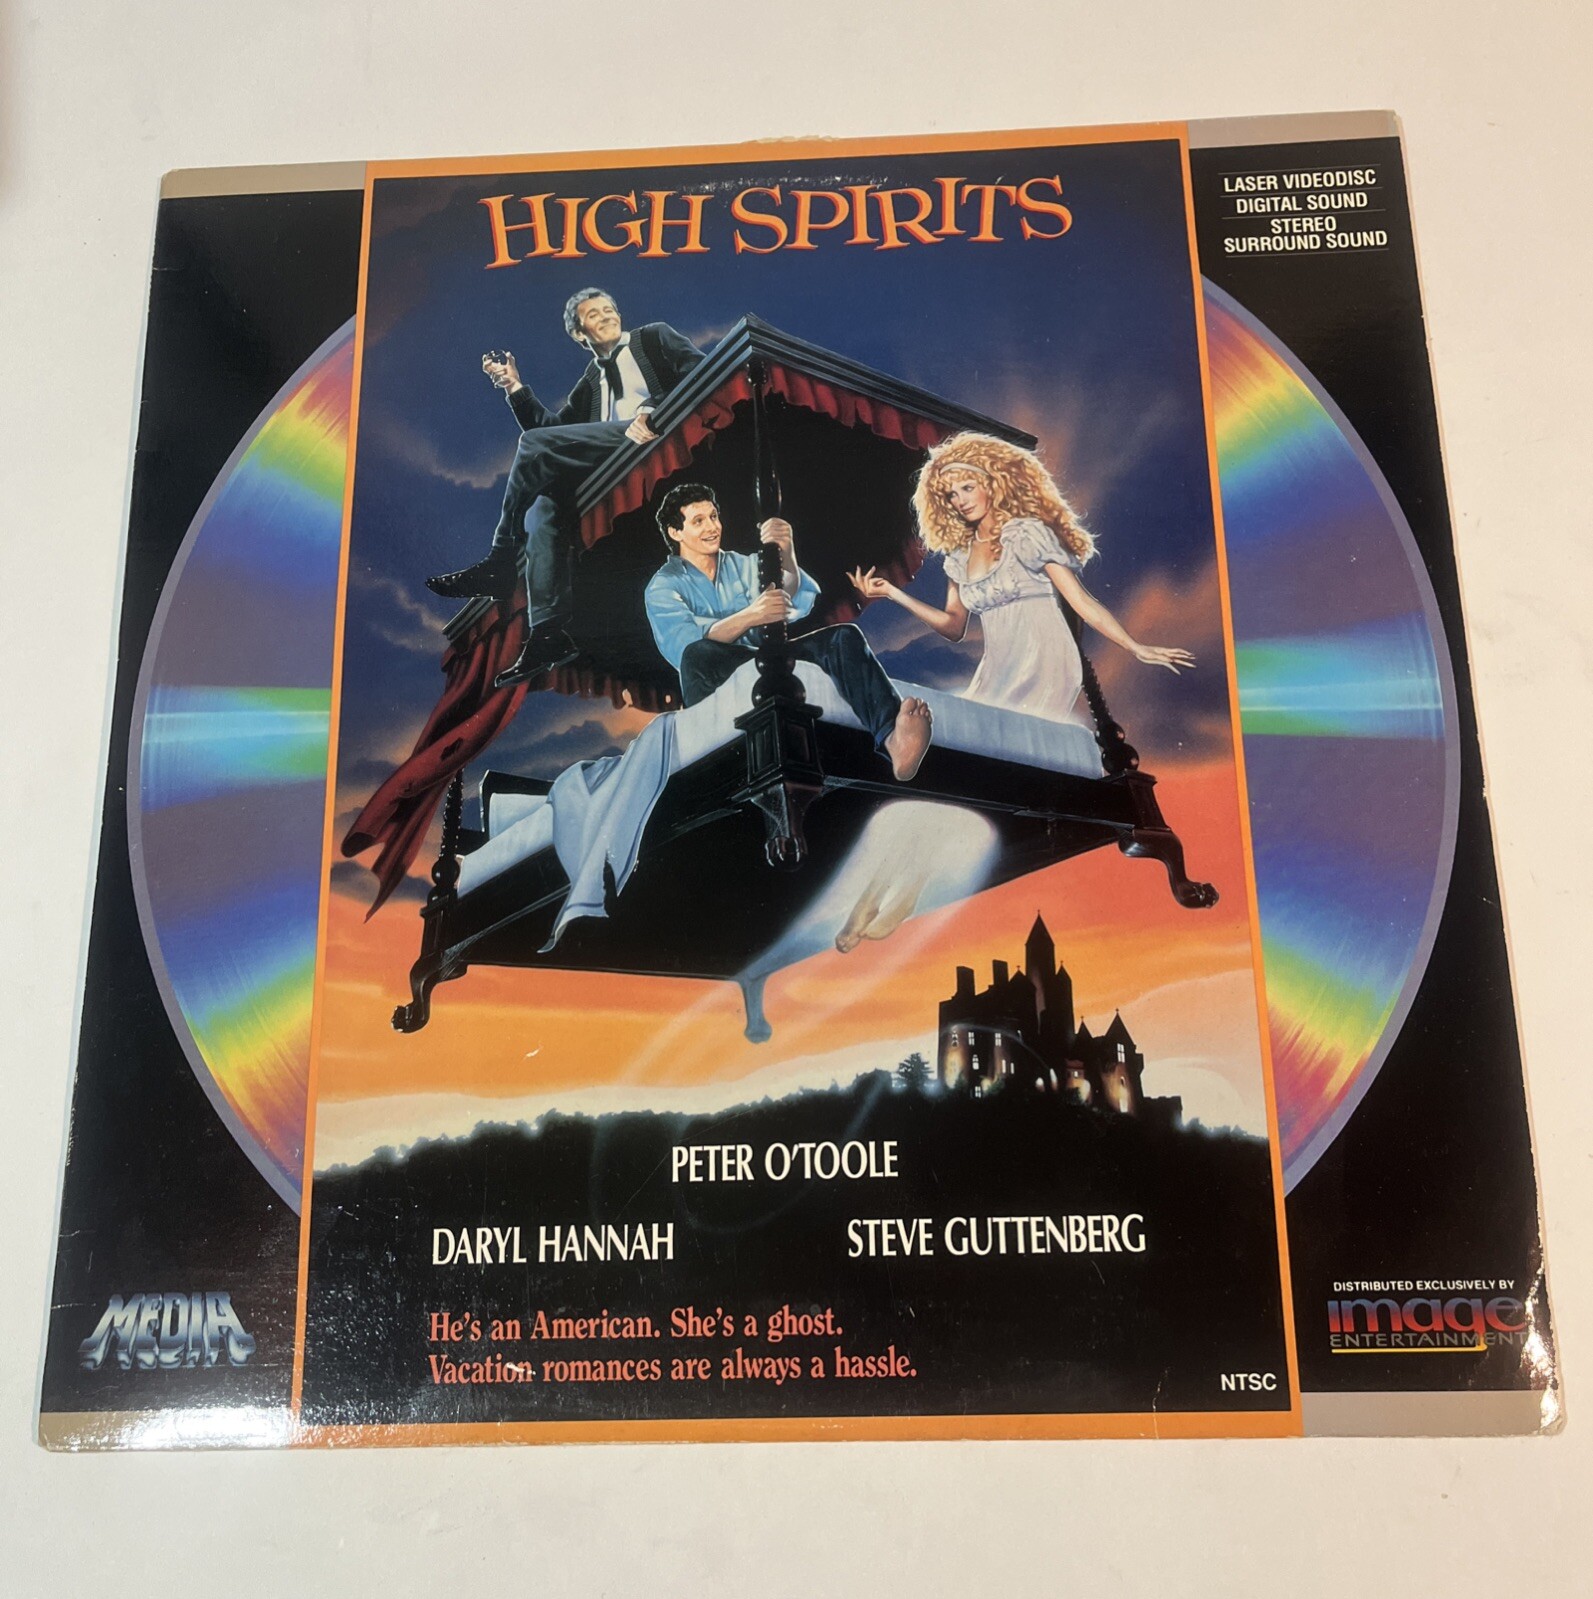 HIGH SPIRITS
LASER VIDEODISC
DIGITAL SOUND
STEREO
SURROUND SOUND
PETER O'TOOLE
DARYL HANNAH
STEVE GUTTENBERG
He's an American. She's a ghost.
Vacation romances are always a hassle.
MEDIA
DISTRIBUTED EXCLUSIVELY BY
image
ENTERTAINMENT
NTSC